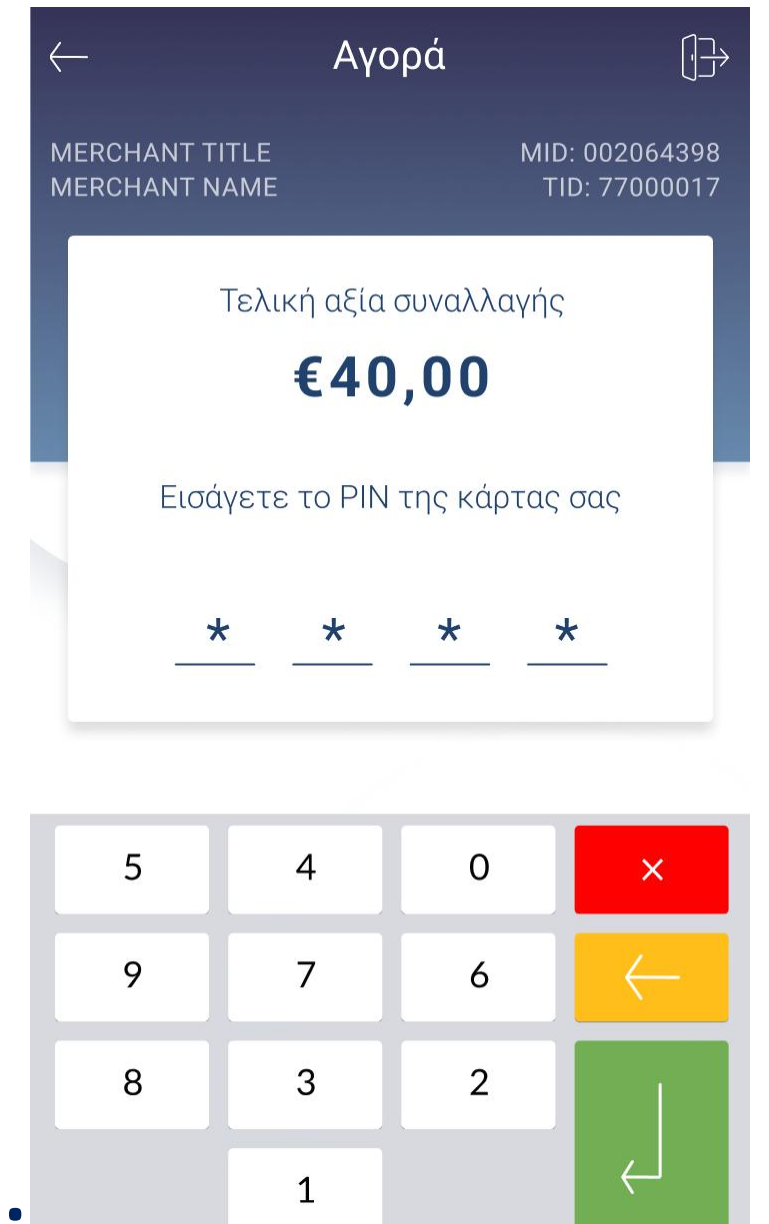 Αγορά
MERCHANT TITLE MID: 002064398
MERCHANT NAME TID: 77000017
Τελική αξία συναλλαγής
€40,00
Εισάγετε το PIN της κάρτας σας
* * * *
5 4 0 ×
9 7 6
8 3 2
1